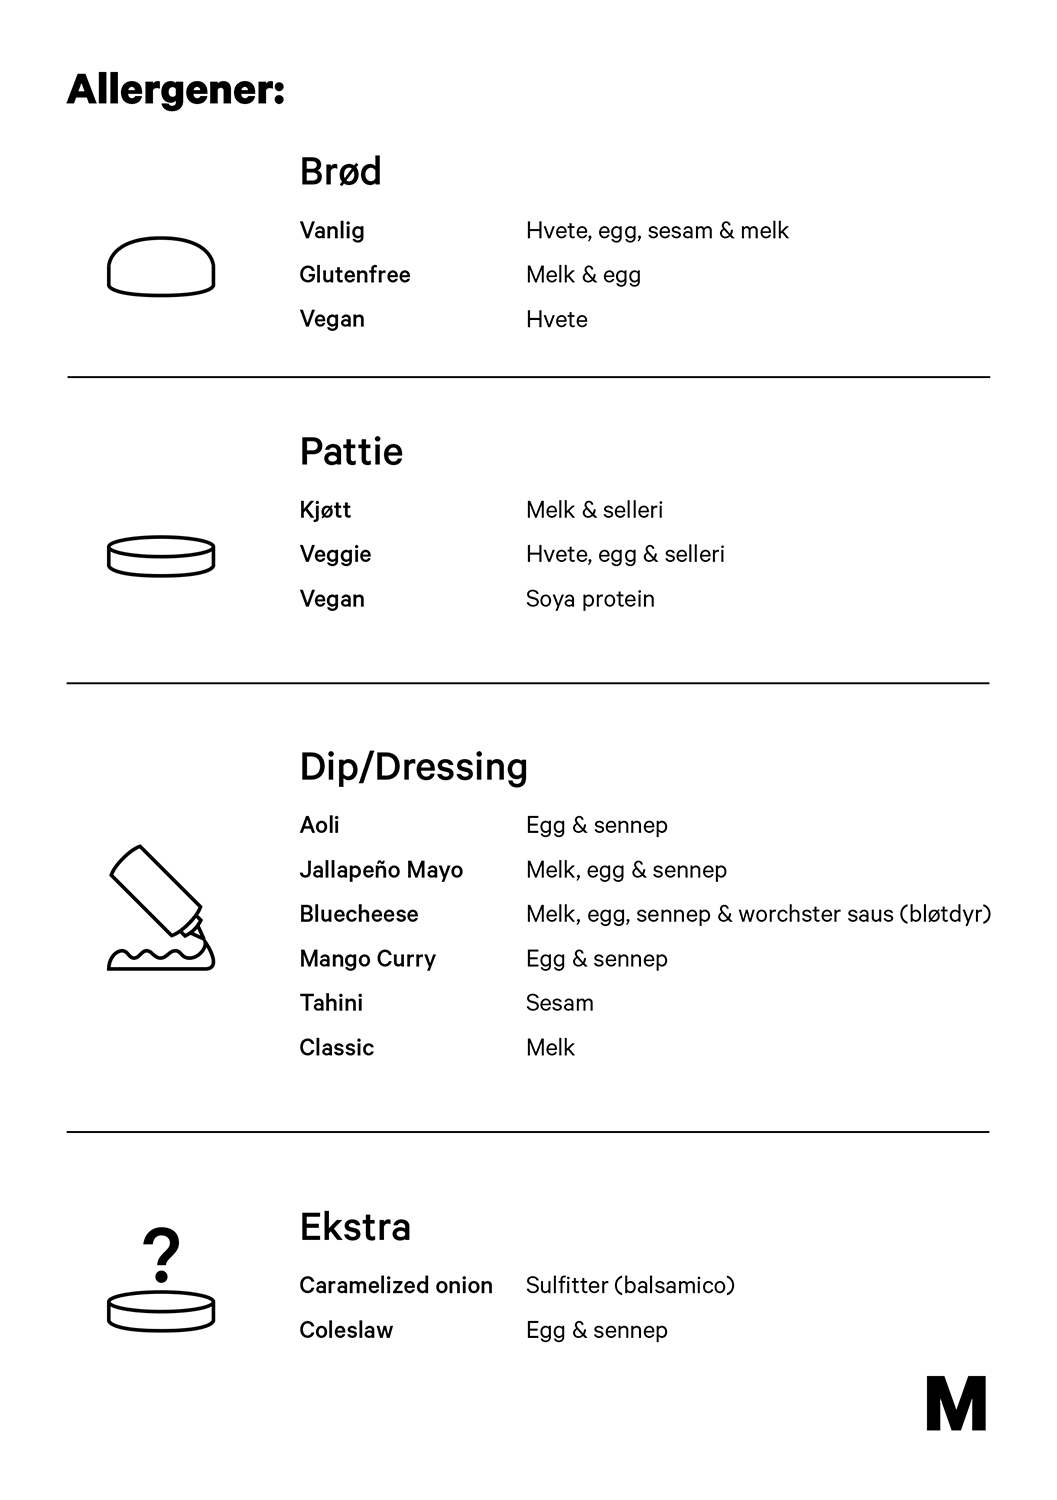 Allergener:
Brød
Vanlig Hvete, egg, sesam & melk
Glutenfree Melk & egg
Vegan Hvete
Pattie
Kjøtt Melk & selleri
Veggie Hvete, egg & selleri
Vegan Soya protein
Dip/Dressing
Aoli Egg & sennep
Jallapeño Mayo Melk, egg & sennep
Bluecheese Melk, egg, sennep & worchster saus (bløtdyr)
Mango Curry Egg & sennep
Tahini Sesam
Classic Melk
?
Ekstra
Caramelized onion Sulfitter (balsamico)
Coleslaw Egg & sennep
M